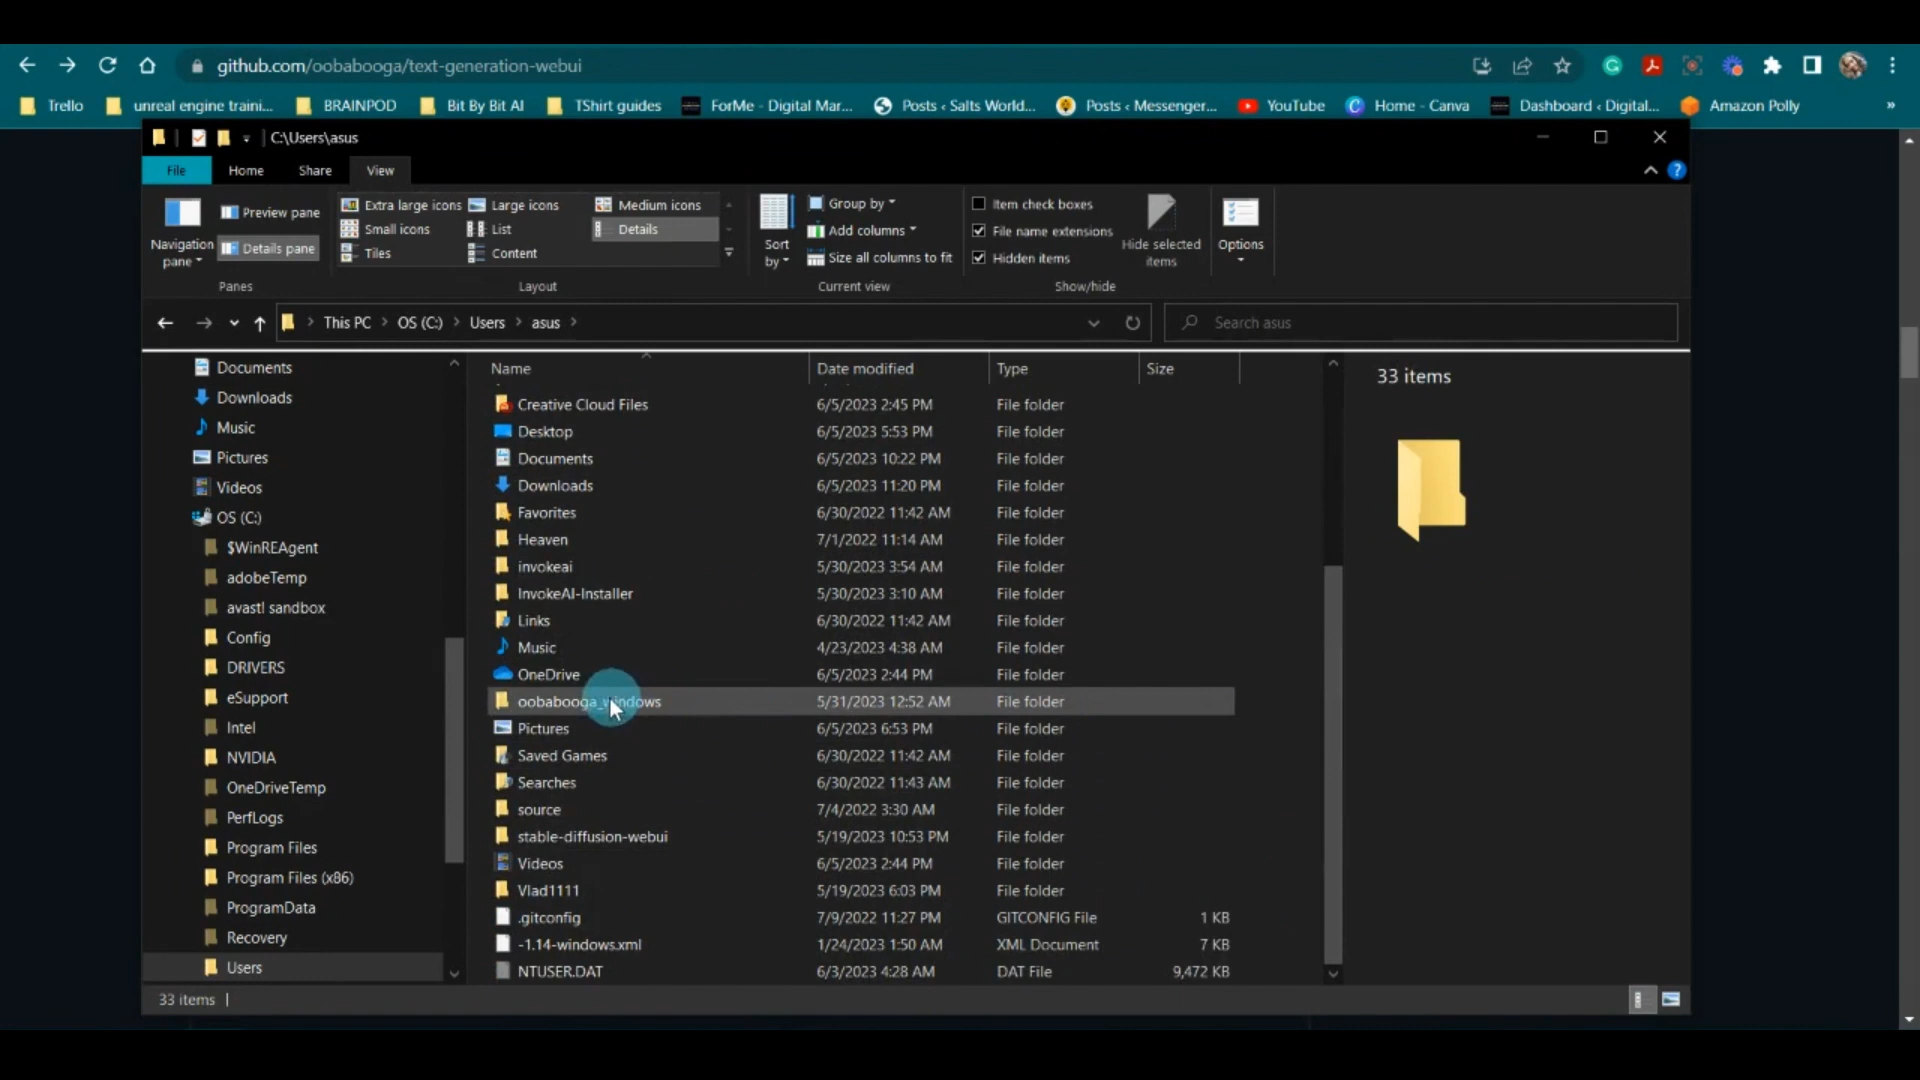 github.com/oobabooga/text-generation-webui
Trello unreal engine traini... BRAINPOD Bit By Bit AI TShirt guides ForMe - Digital Mar... Posts ‹ Salts World... Posts ‹ Messenger... YouTube Home - Canva Dashboard ‹ Digital... Amazon Polly »
C:\Users\asus
File Home Share View
Navigation pane
Preview pane
Details pane
Panes
Extra large icons Large icons Medium icons
Small icons List Details
Tiles Content
Layout
Sort by
Group by
Add columns
Size all columns to fit
Current view
Item check boxes
File name extensions
Hidden items
Hide selected items
Show/hide
Options
This PC › OS (C:) › Users › asus ›
Search asus
Documents
Downloads
Music
Pictures
Videos
OS (C:)
$WinREAgent
adobeTemp
avast! sandbox
Config
DRIVERS
eSupport
Intel
NVIDIA
OneDriveTemp
PerfLogs
Program Files
Program Files (x86)
ProgramData
Recovery
Users
Name Date modified Type Size
Creative Cloud Files 6/5/2023 2:45 PM File folder
Desktop 6/5/2023 5:53 PM File folder
Documents 6/5/2023 10:22 PM File folder
Downloads 6/5/2023 11:20 PM File folder
Favorites 6/30/2022 11:42 AM File folder
Heaven 7/1/2022 11:14 AM File folder
invokeai 5/30/2023 3:54 AM File folder
InvokeAI-Installer 5/30/2023 3:10 AM File folder
Links 6/30/2022 11:42 AM File folder
Music 4/23/2023 4:38 AM File folder
OneDrive 6/5/2023 2:44 PM File folder
oobabooga_windows 5/31/2023 12:52 AM File folder
Pictures 6/5/2023 6:53 PM File folder
Saved Games 6/30/2022 11:42 AM File folder
Searches 6/30/2022 11:43 AM File folder
source 7/4/2022 3:30 AM File folder
stable-diffusion-webui 5/19/2023 10:53 PM File folder
Videos 6/5/2023 2:44 PM File folder
Vlad1111 5/19/2023 6:03 PM File folder
.gitconfig 7/9/2022 11:27 PM GITCONFIG File 1 KB
-1.14-windows.xml 1/24/2023 1:50 AM XML Document 7 KB
NTUSER.DAT 6/3/2023 4:28 AM DAT File 9,472 KB
33 items
33 items